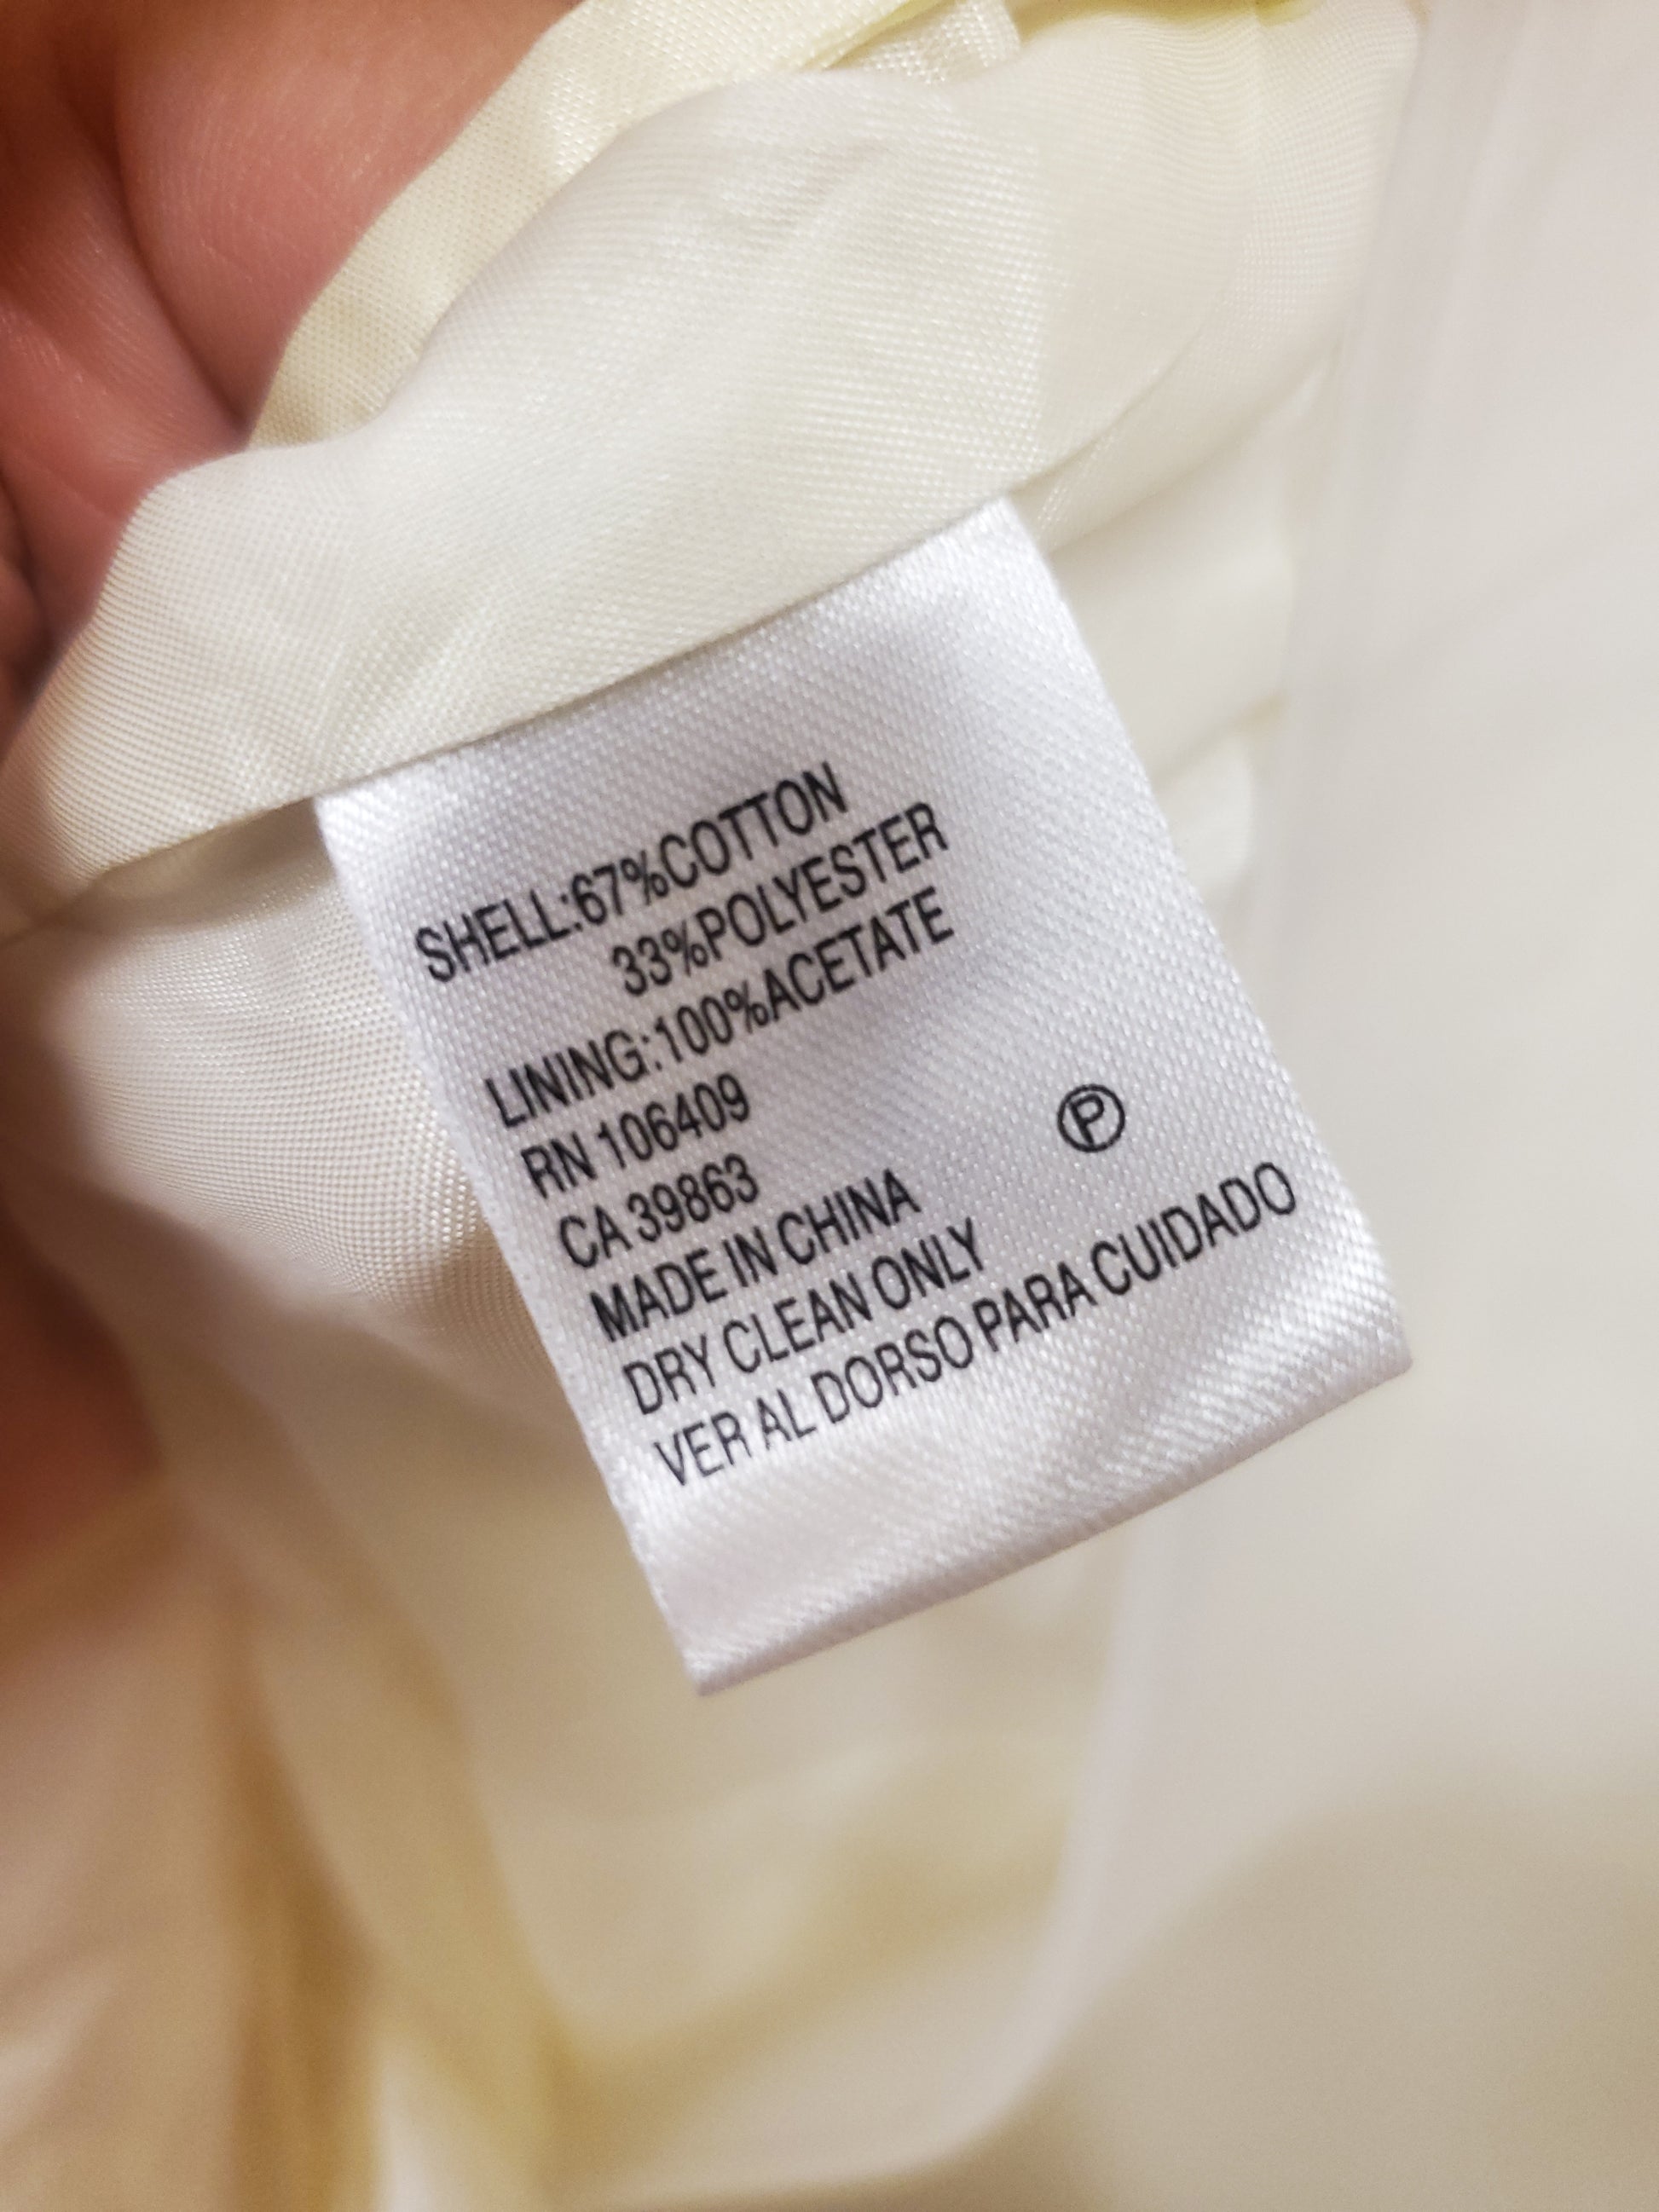 SHELL:67%COTTON
33%POLYESTER
LINING:100%ACETATE
RN 106409
CA 39863
MADE IN CHINA
P
DRY CLEAN ONLY
VER AL DORSO PARA CUIDADO